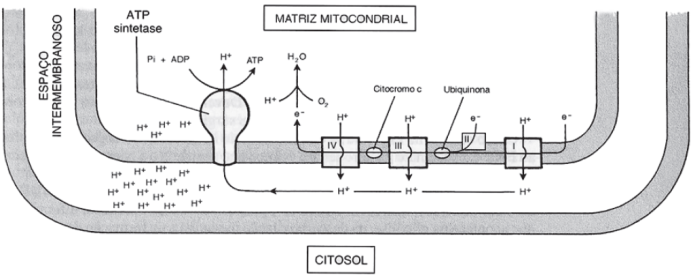 ATP
sintetase
MATRIZ MITOCONDRIAL
ESPAÇO
INTERMEMBRANOSO
Pi + ADP
H⁺
ATP
H₂O
H⁺
O₂
e⁻
Citocromo c
Ubiquinona
H⁺ H⁺ H⁺
H⁺ H⁺
H⁺
H⁺
e⁻
H⁺
e⁻
IV
III
II
I
H⁺ H⁺ H⁺
H⁺ H⁺ H⁺
H⁺ H⁺ H⁺ H⁺
H⁺ H⁺ H⁺
H⁺ H⁺ H⁺ H⁺
H⁺
H⁺
H⁺
CITOSOL